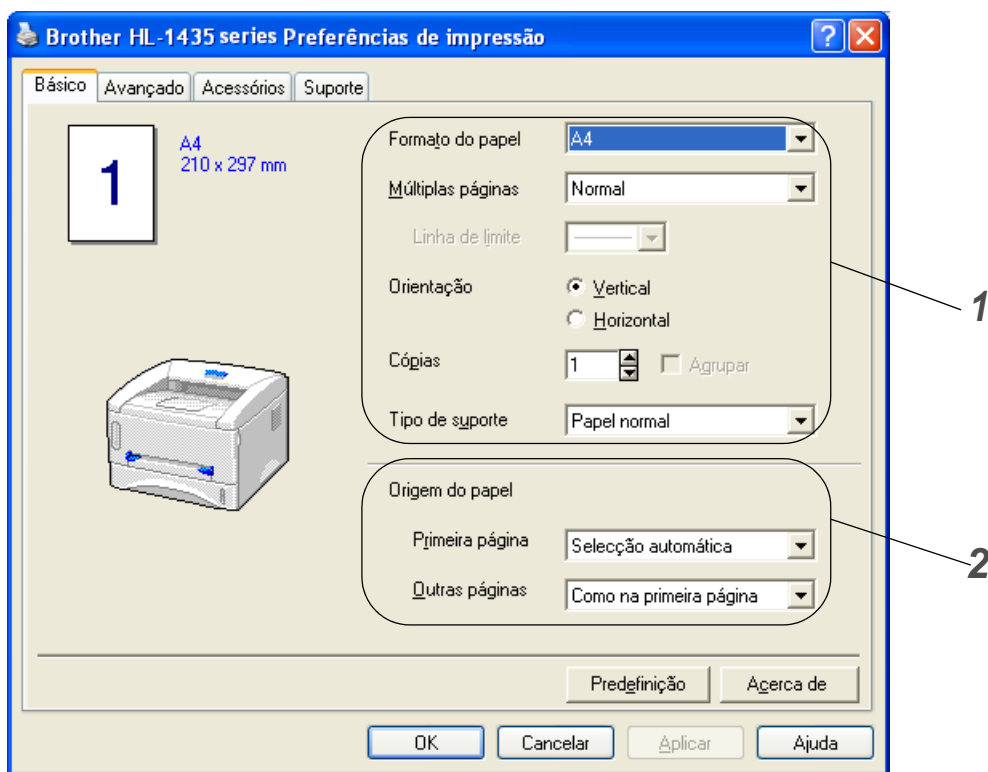 Brother HL-1435 series Preferências de impressão
Básico Avançado Acessórios Suporte
1
A4
210 x 297 mm
Formato do papel A4
Múltiplas páginas Normal
Linha de limite
Orientação Vertical
Horizontal
Cópias 1 Agrupar
Tipo de suporte Papel normal
1
Origem do papel
Primeira página Selecção automática
Outras páginas Como na primeira página
2
Predefinição Acerca de
OK Cancelar Aplicar Ajuda